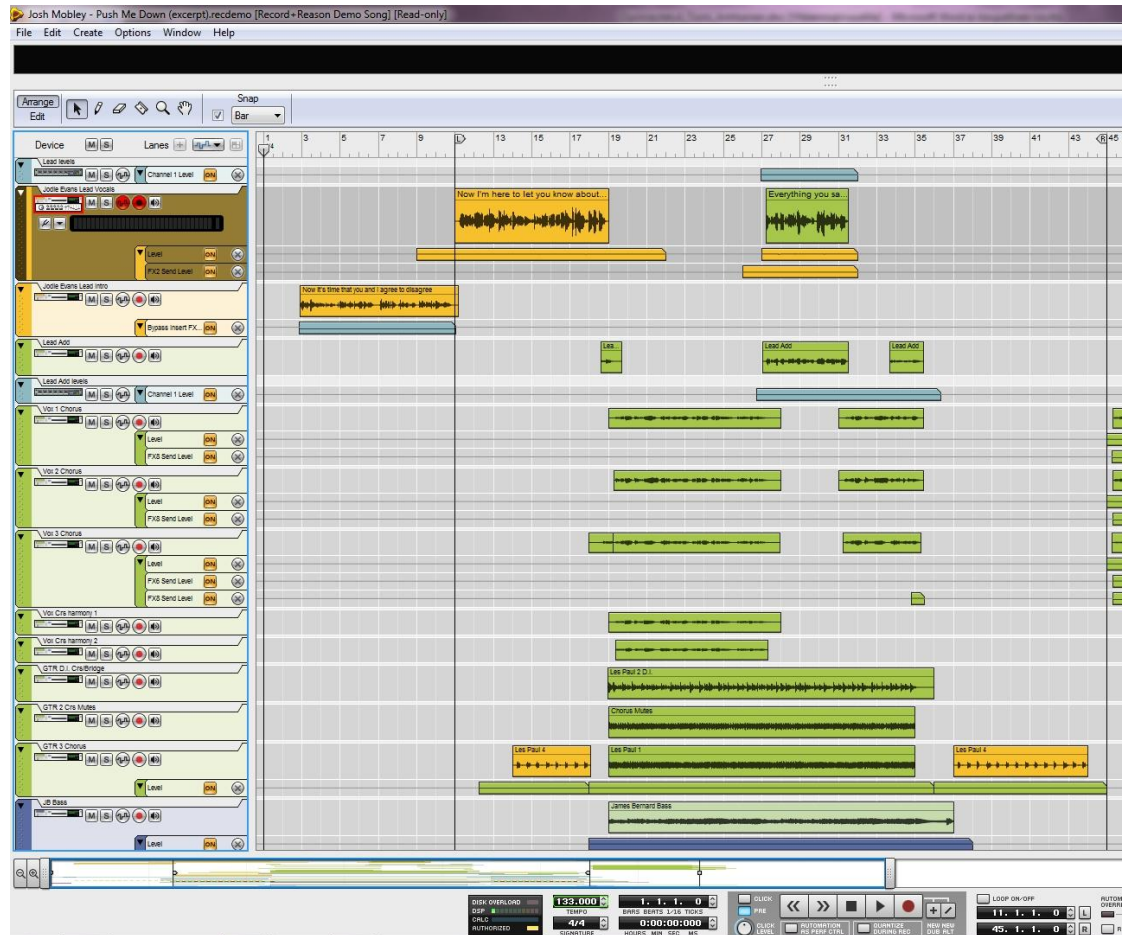 Josh Mobley - Push Me Down (excerpt).recdemo [Record+Reason Demo Song] [Read-only]
File Edit Create Options Window Help
Arrange
Edit
Snap
Bar
Device M S Lanes
1 3 5 7 9 L 13 15 17 19 21 23 25 27 29 31 33 35 37 39 41 43 R 45
4
Lead levels
Channel 1 Level ON
Jodie Evans Lead Vocals
M S
Now I'm here to let you know about...
Everything you sa...
Level ON
FX2 Send Level ON
Jodie Evans Lead Intro
M S
Now it's time that you and I agree to disagree
Bypass Insert FX... ON
Lead Add
M S
Lea...
Lead Add
Lead Add
Lead Add levels
M S Channel 1 Level ON
Vox 1 Chorus
M S
Level ON
FX8 Send Level ON
Vox 2 Chorus
M S
Level ON
FX8 Send Level ON
Vox 3 Chorus
M S
Level ON
FX6 Send Level ON
FX8 Send Level ON
Vox Crs harmony 1
M S
Vox Crs harmony 2
M S
GTR D.I. Crs/Bridge
M S
Les Paul 2 D.I.
GTR 2 Crs Mutes
M S
Chorus Mutes
GTR 3 Chorus
M S
Les Paul 4
Les Paul 1
Les Paul 4
Level ON
JB Bass
M S
James Bernard Bass
Level ON
DISK OVERLOAD
DSP
CALC
AUTHORIZED
133.000
TEMPO
4/4
SIGNATURE
1. 1. 1. 0
BARS BEATS 1/16 TICKS
0:00:00:000
HOURS MIN SEC MS
CLICK
PRE
CLICK LEVEL
AUTOMATION AS PERF CTRL
QUANTIZE DURING REC
NEW DUB
NEW ALT
LOOP ON/OFF
11. 1. 1. 0 L
45. 1. 1. 0 R